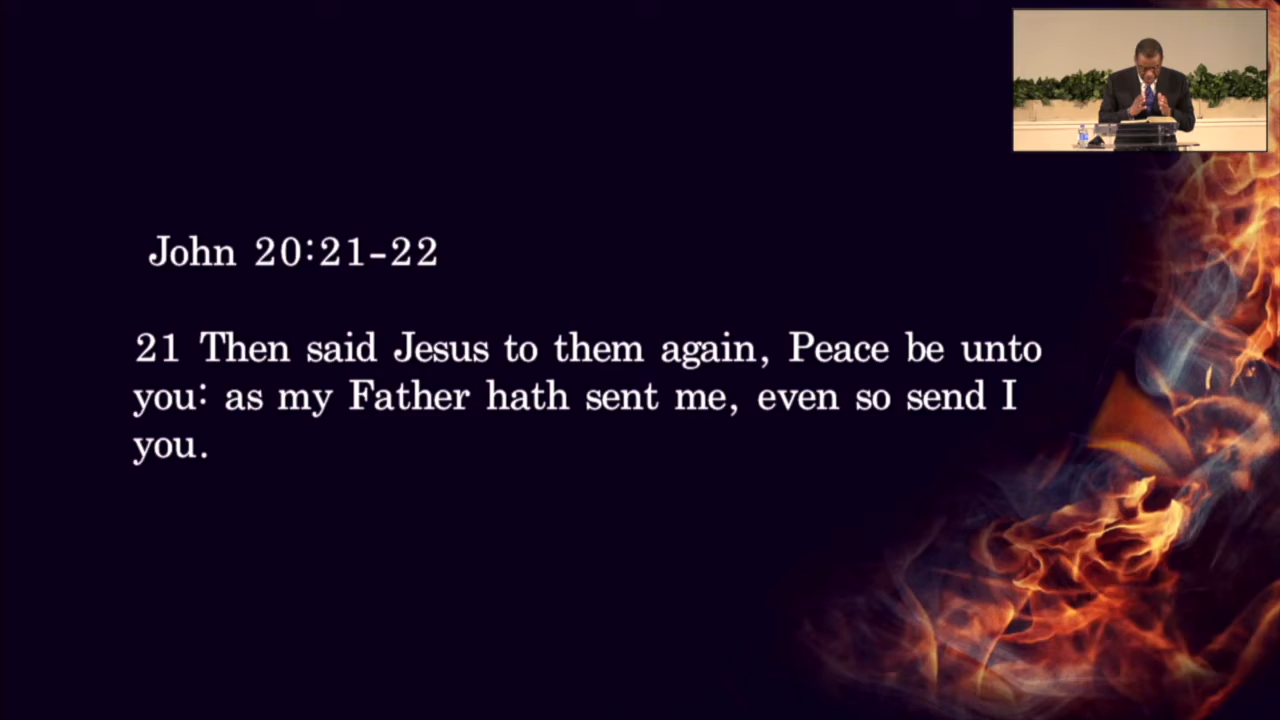 John 20:21-22
21 Then said Jesus to them again, Peace be unto
you: as my Father hath sent me, even so send I
you.